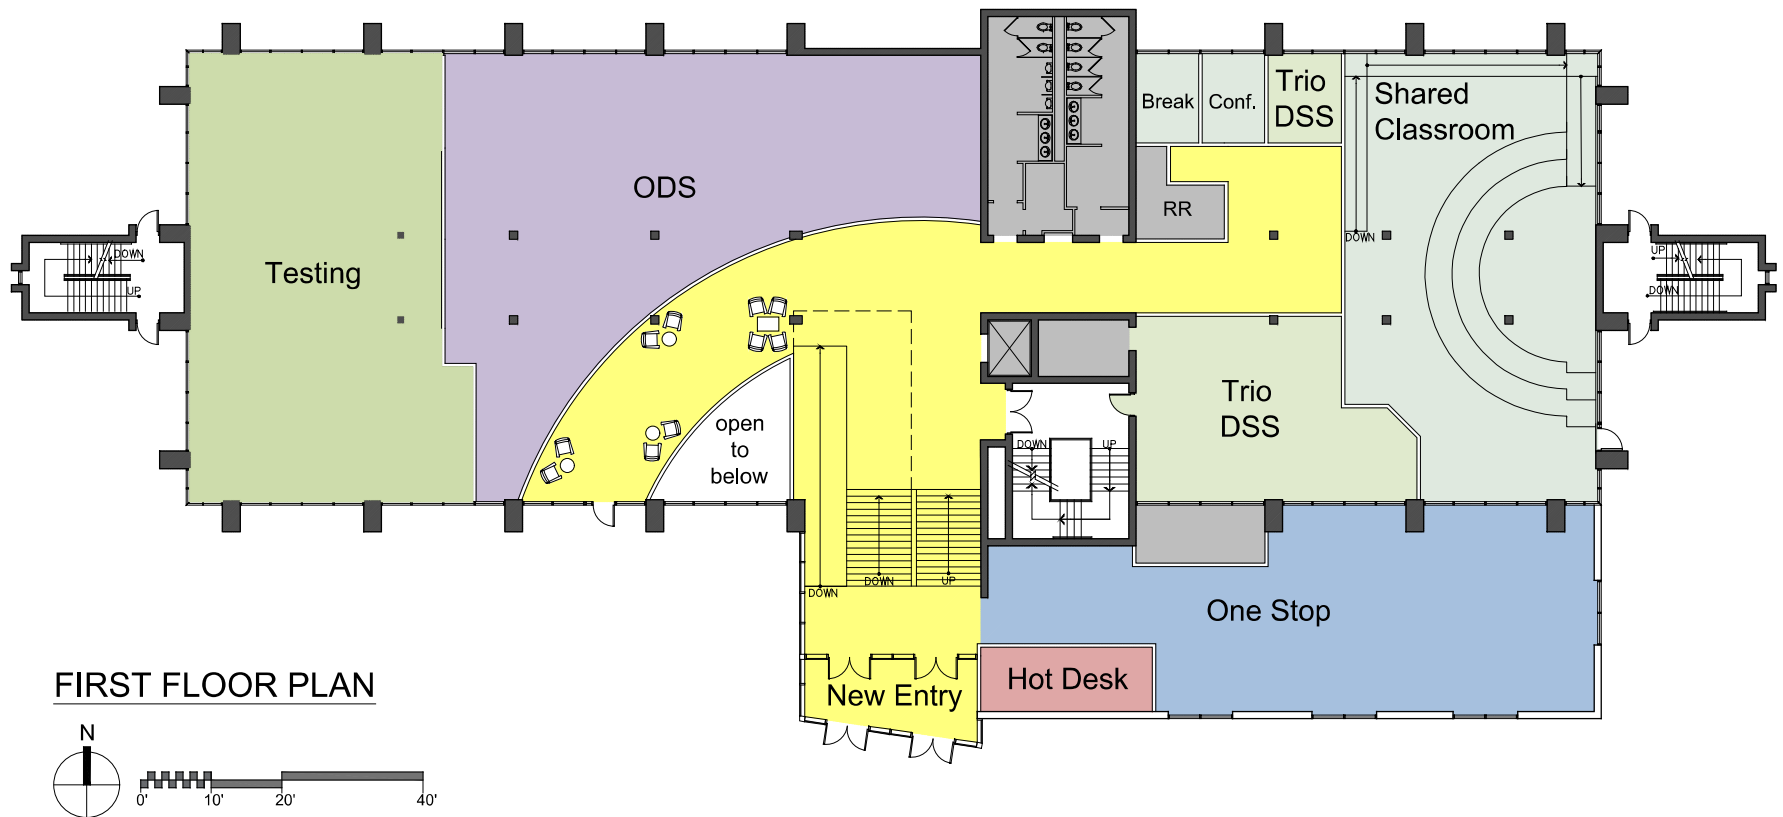 Break
Conf.
Trio
DSS
Shared
Classroom
ODS
RR
DOWN
UP
Testing
DOWN
UP
DOWN
Trio
DSS
open
to
below
DOWN
UP
DOWN
UP
DOWN
One Stop
New Entry
Hot Desk
FIRST FLOOR PLAN
N
0'
10'
20'
40'